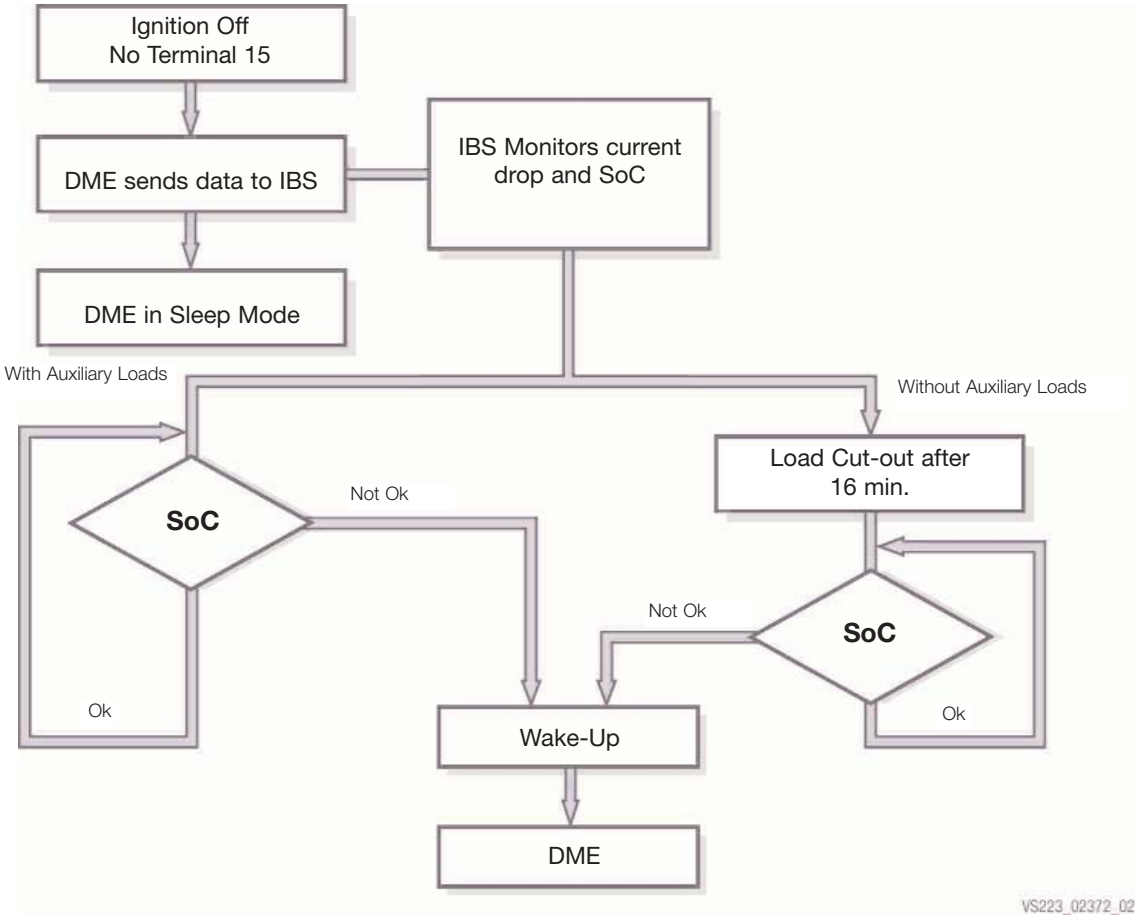 Ignition Off
No Terminal 15
DME sends data to IBS
IBS Monitors current
drop and SoC
DME in Sleep Mode
With Auxiliary Loads
Without Auxiliary Loads
Load Cut-out after
16 min.
SoC
Not Ok
Not Ok
SoC
Ok
Ok
Wake-Up
DME
VS223_02372_02